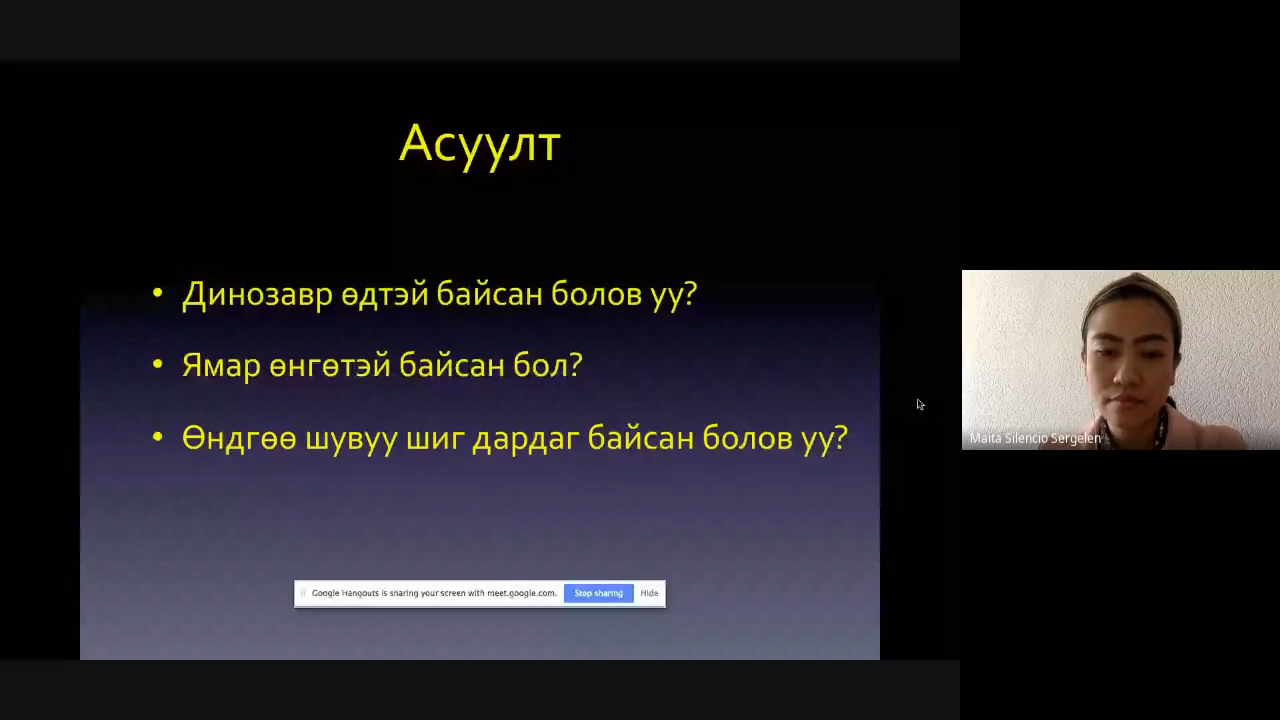 Асуулт
• Динозавр өдтэй байсан болов уу?
• Ямар өнгөтэй байсан бол?
• Өндгөө шувуу шиг дардаг байсан болов уу?
Google Hangouts is sharing your screen with meet.google.com. Stop sharing Hide
Maita Silencio Sergelen